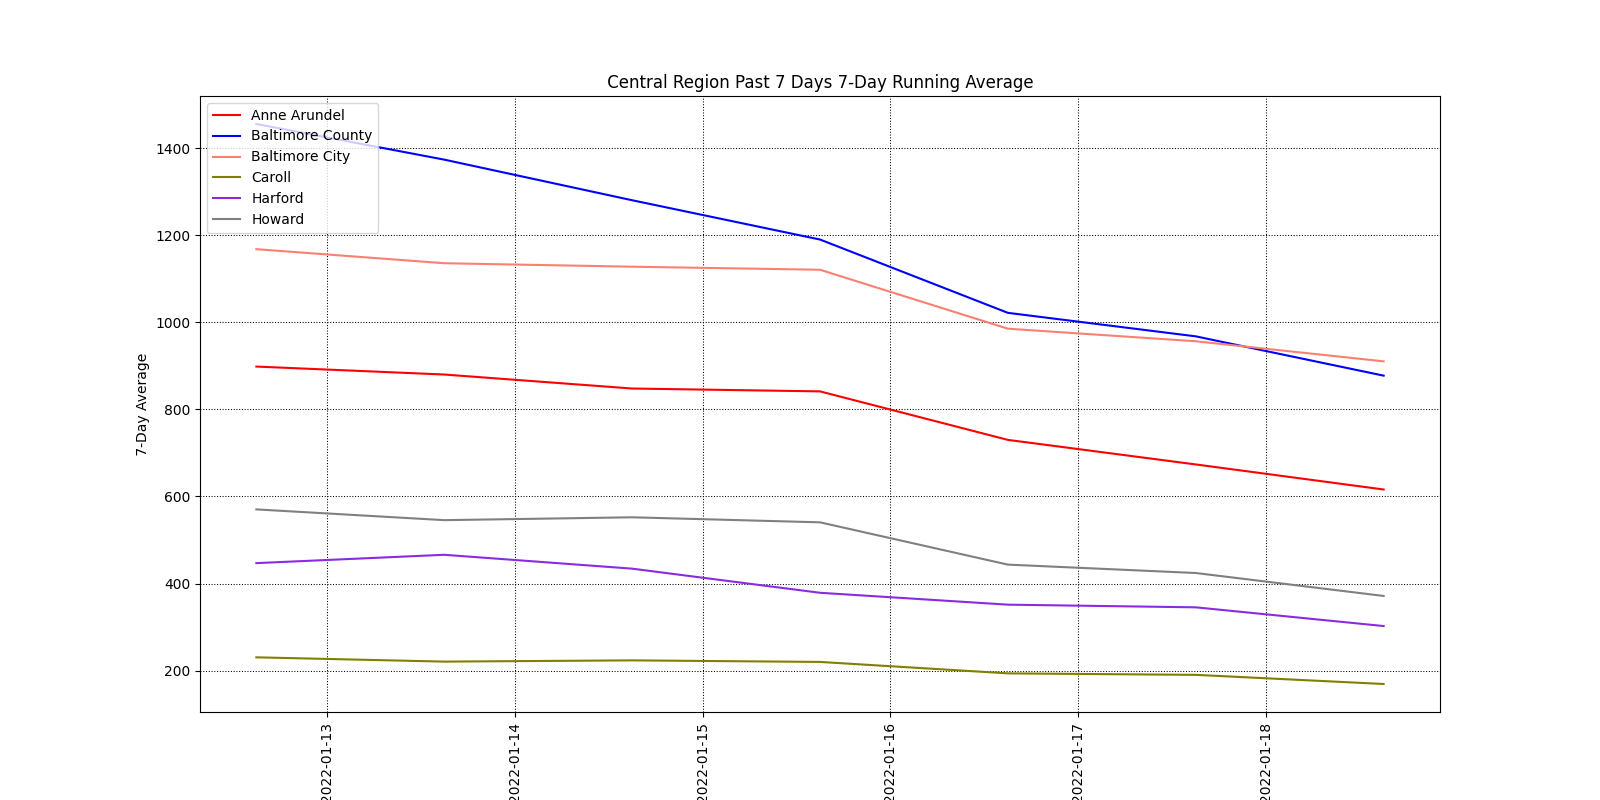 Central Region Past 7 Days 7-Day Running Average
Anne Arundel
Baltimore County
Baltimore City
Caroll
Harford
Howard
7-Day Average
1400
1200
1000
800
600
400
200
2022-01-13
2022-01-14
2022-01-15
2022-01-16
2022-01-17
2022-01-18